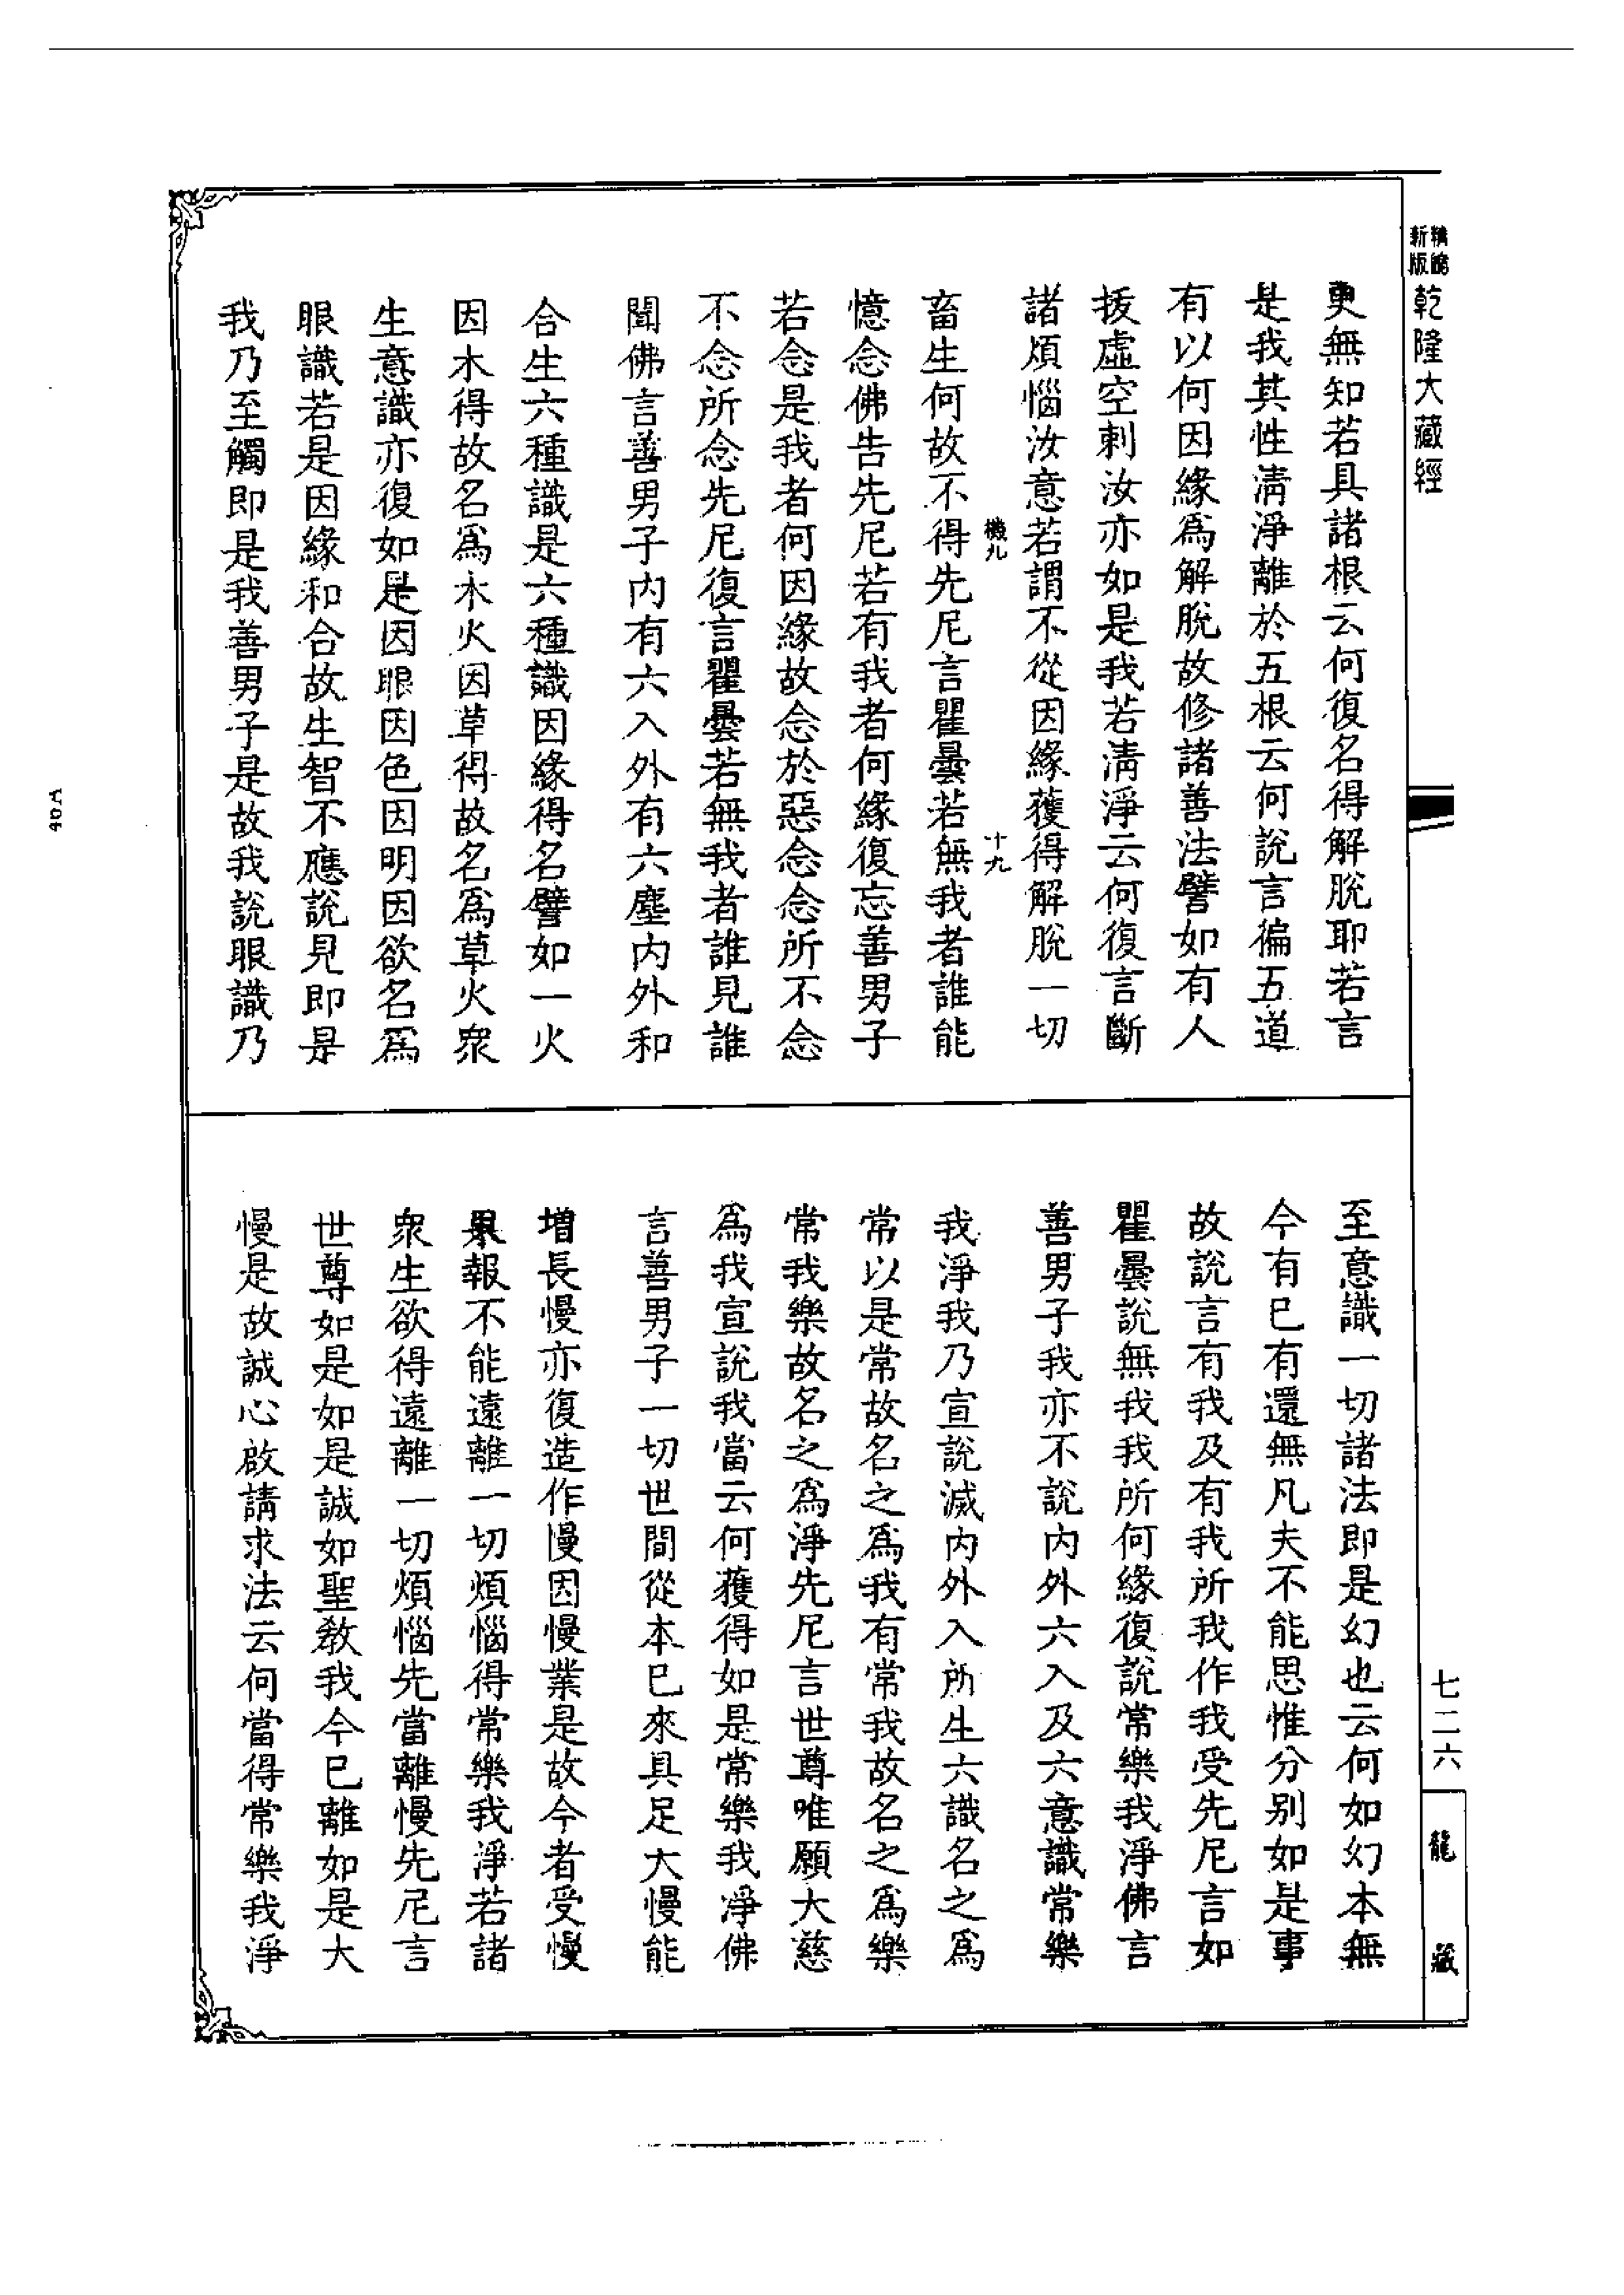 新版
精縮
乾隆大藏經
更無知若具諸根云何復名得解脫耶若言
是我其性清淨離於五根云何說言徧五道
有以何因緣爲解脫故修諸善法譬如有人
拔虛空刺汝亦如是我若清淨云何復言斷
諸煩惱汝意若謂不從因緣獲得解脫一切
機九
十九
畜生何故不得先尼言瞿曇若無我者誰能
憶念佛告先尼若有我者何緣復忘善男子
若念是我者何因緣故念於惡念念所不念
不念所念先尼復言瞿曇若無我者誰見誰
聞佛言善男子內有六入外有六塵內外和
合生六種識是六種識因緣得名譬如一火
因木得故名爲木火因草得故名爲草火衆
生意識亦復如是因眼因色因明因欲名爲
眼識若是因緣和合故生智不應說見即是
我乃至觸即是我善男子是故我說眼識乃
至意識一切諸法即是幻也云何如幻本無
今有已有還無凡夫不能思惟分别如是事
故說言有我及有我所我作我受先尼言如
瞿曇說無我我所何緣復說常樂我淨佛言
善男子我亦不說內外六入及六意識常樂
我淨我乃宣說滅內外入所生六識名之爲
常以是常故名之爲我有常我故名之爲樂
常我樂故名之爲淨先尼言世尊唯願大慈
爲我宣說我當云何獲得如是常樂我淨佛
言善男子一切世間從本已來具足大慢能
增長慢亦復造作慢因慢業是故今者受慢
果報不能遠離一切煩惱得常樂我淨若諸
衆生欲得遠離一切煩惱先當離慢先尼言
世尊如是如是誠如聖敎我今已離如是大
慢是故誠心啟請求法云何當得常樂我淨
七二六
龍藏
40A